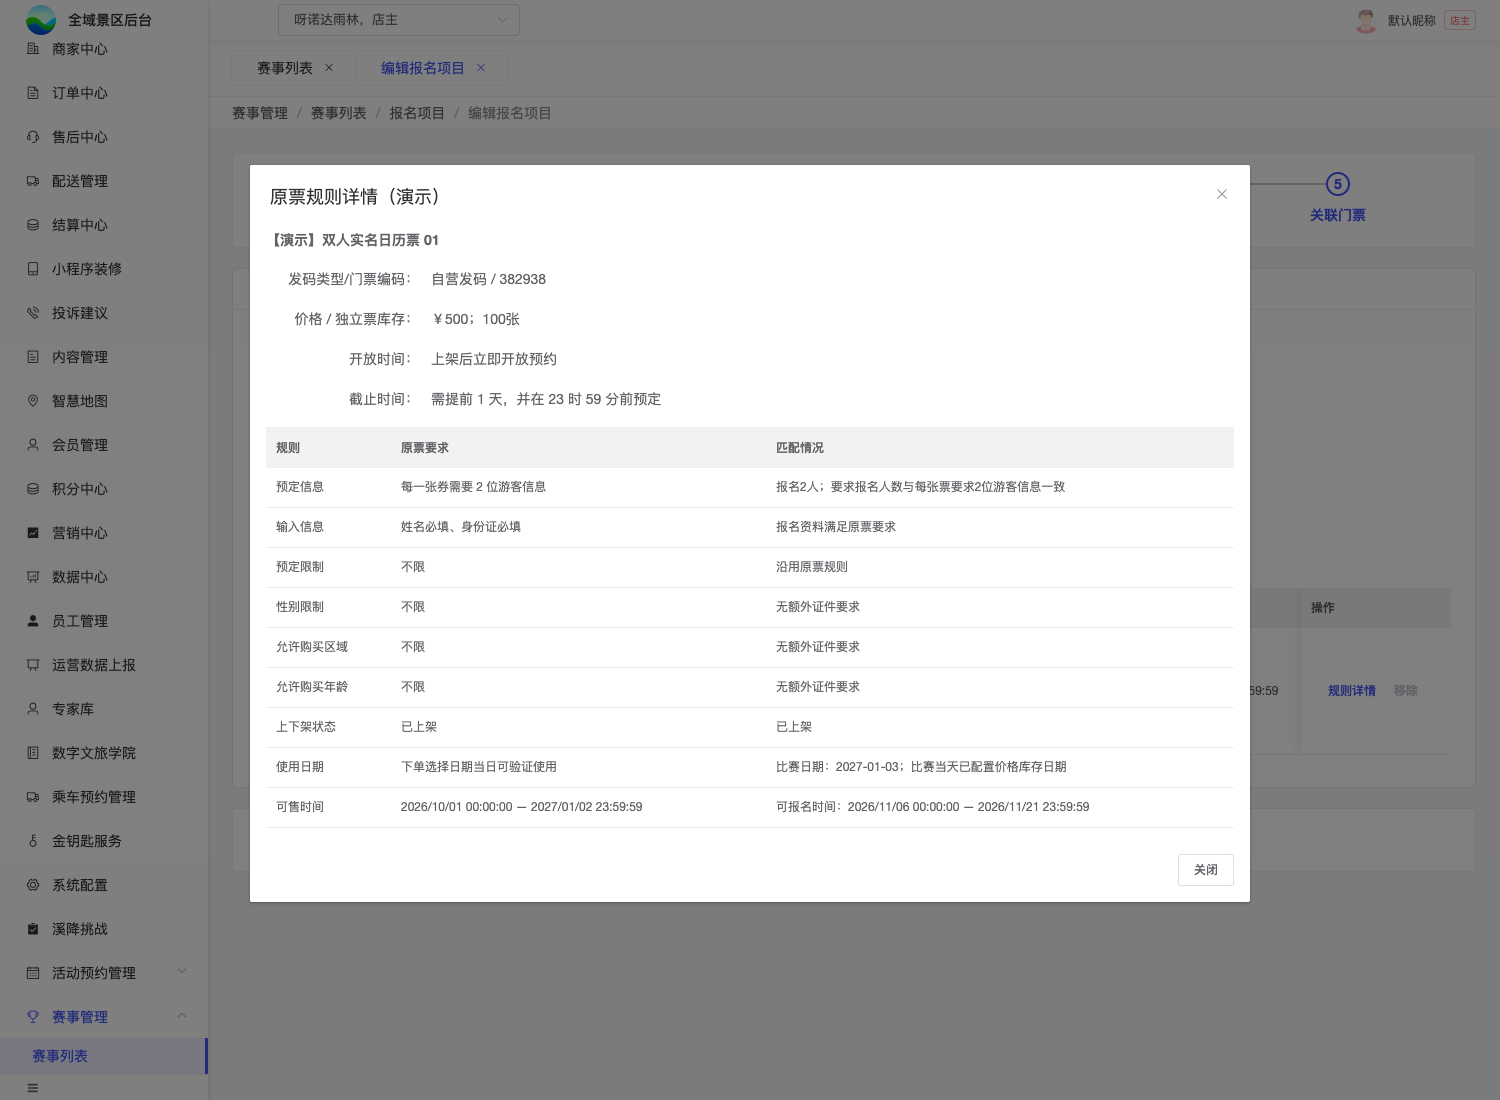 全域景区后台
呀诺达雨林，店主
默认昵称 店主
商家中心
订单中心
售后中心
配送管理
结算中心
小程序装修
投诉建议
内容管理
智慧地图
会员管理
积分中心
营销中心
数据中心
员工管理
运营数据上报
专家库
数字文旅学院
乘车预约管理
金钥匙服务
系统配置
溪降挑战
活动预约管理
赛事管理
赛事列表
赛事列表 × 编辑报名项目 ×
赛事管理 / 赛事列表 / 报名项目 / 编辑报名项目
5
关联门票
原票规则详情（演示）
【演示】双人实名日历票 01
发码类型/门票编码： 自营发码 / 382938
价格 / 独立票库存： ￥500；100张
开放时间： 上架后立即开放预约
截止时间： 需提前 1 天，并在 23 时 59 分前预定
规则 原票要求 匹配情况
预定信息 每一张券需要 2 位游客信息 报名2人；要求报名人数与每张票要求2位游客信息一致
输入信息 姓名必填、身份证必填 报名资料满足原票要求
预定限制 不限 沿用原票规则
性别限制 不限 无额外证件要求
允许购买区域 不限 无额外证件要求
允许购买年龄 不限 无额外证件要求
上下架状态 已上架 已上架
使用日期 下单选择日期当日可验证使用 比赛日期：2027-01-03；比赛当天已配置价格库存日期
可售时间 2026/10/01 00:00:00 — 2027/01/02 23:59:59 可报名时间：2026/11/06 00:00:00 — 2026/11/21 23:59:59
关闭
操作
59:59 规则详情 移除